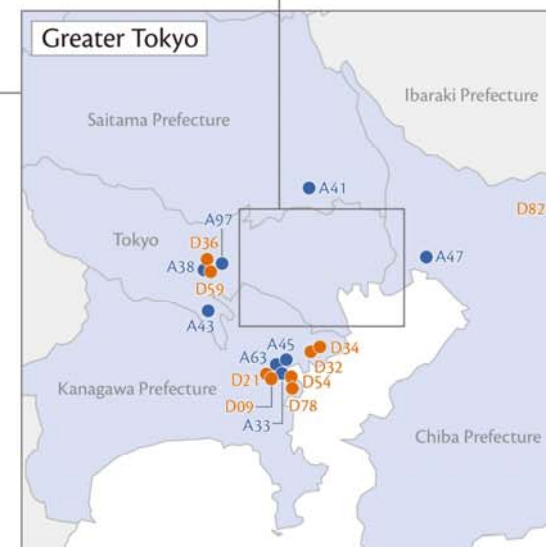 Greater Tokyo
Ibaraki Prefecture
Saitama Prefecture
A41
D82
A97
Tokyo
D36
A38
A47
D59
A43
A45
D34
A63
D32
D21
D54
Kanagawa Prefecture
D09
D78
A33
Chiba Prefecture